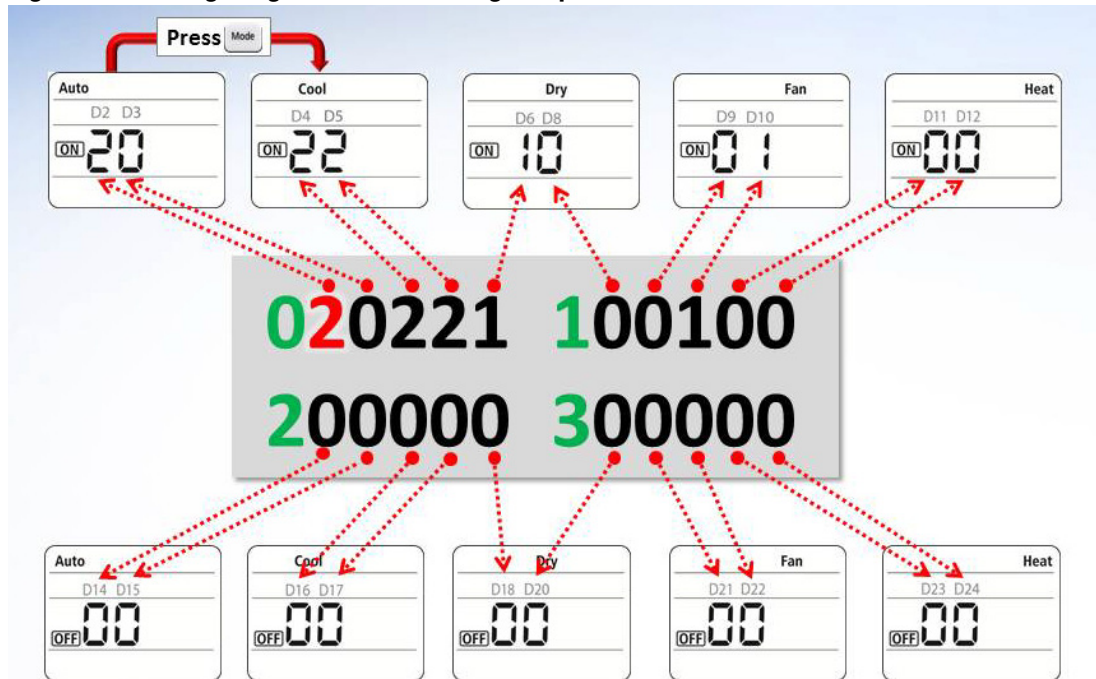 Press Mode
Auto Cool Dry Fan Heat
D2 D3 D4 D5 D6 D8 D9 D10 D11 D12
ON 20 ON 22 ON 10 ON 01 ON 00
020221 100100
200000 300000
Auto Cool Dry Fan Heat
D14 D15 D16 D17 D18 D20 D21 D22 D23 D24
OFF 00 OFF 00 OFF 00 OFF 00 OFF 00